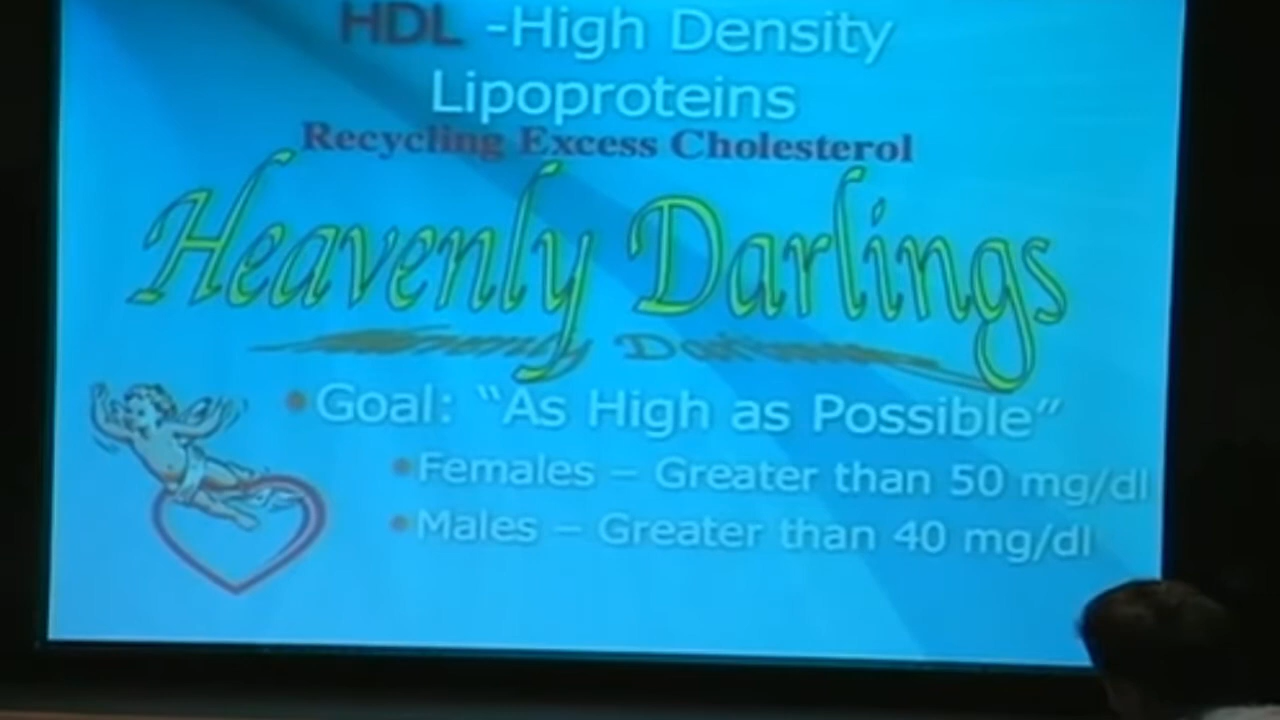 HDL -High Density
Lipoproteins
Recycling Excess Cholesterol
Heavenly Darlings
Goal: “As High as Possible”
Females – Greater than 50 mg/dl
Males – Greater than 40 mg/dl